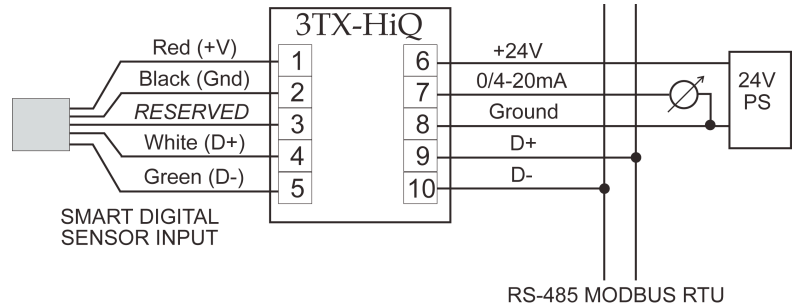 3TX-HiQ
Red (+V)
1
Black (Gnd)
2
RESERVED
3
White (D+)
4
Green (D-)
5
SMART DIGITAL
SENSOR INPUT
6
+24V
7
0/4-20mA
8
Ground
9
D+
10
D-
24V
PS
RS-485 MODBUS RTU